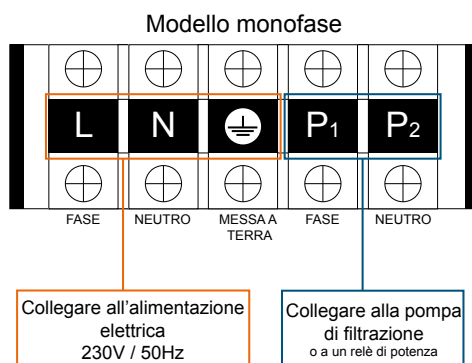 Modello monofase
L N P1 P2
FASE NEUTRO MESSA A TERRA FASE NEUTRO
Collegare all'alimentazione
elettrica
230V / 50Hz
Collegare alla pompa
di filtrazione
o a un relè di potenza